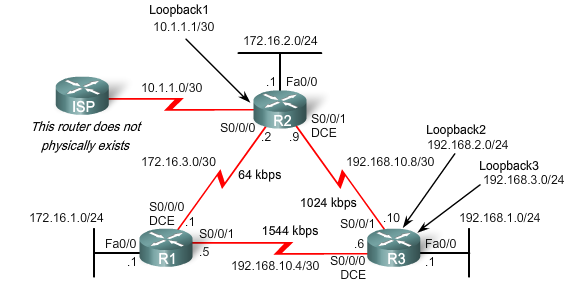 Loopback1
10.1.1.1/30
172.16.2.0/24
.1 Fa0/0
10.1.1.0/30
ISP
This router does not
physically exists
R2
S0/0/0
.2
.9
S0/0/1
DCE
Loopback2
192.168.2.0/24
Loopback3
192.168.3.0/24
172.16.3.0/30
64 kbps
192.168.10.8/30
1024 kbps
S0/0/0
DCE
.1
172.16.1.0/24
Fa0/0
.1
R1
S0/0/1
.5
1544 kbps
192.168.10.4/30
S0/0/1
.10
.6
S0/0/0
DCE
R3
192.168.1.0/24
Fa0/0
.1